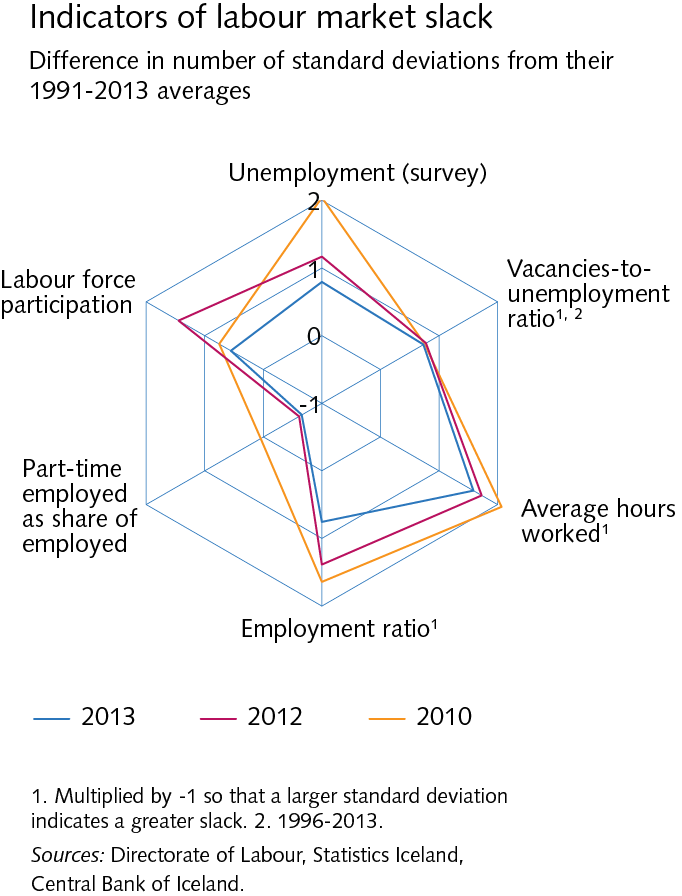 Indicators of labour market slack
Difference in number of standard deviations from their
1991-2013 averages
Unemployment (survey)
2
1
0
-1
Vacancies-to-
unemployment
ratio¹˒ ²
Labour force
participation
Part-time
employed
as share of
employed
Average hours
worked¹
Employment ratio¹
2013
2012
2010
1. Multiplied by -1 so that a larger standard deviation
indicates a greater slack. 2. 1996-2013.
Sources: Directorate of Labour, Statistics Iceland,
Central Bank of Iceland.